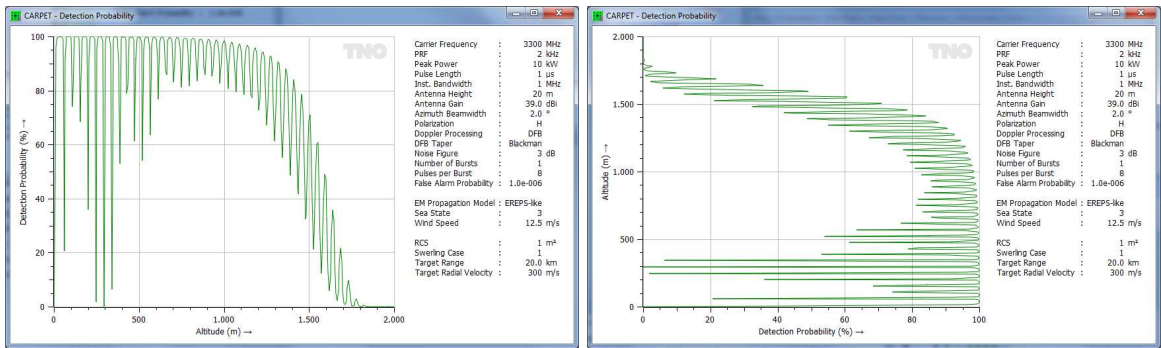 CARPET - Detection Probability
TNO
100
80
60
40
20
0
Detection Probability (%) →
0 500 1.000 1.500 2.000
Altitude (m) →
Carrier Frequency : 3300 MHz
PRF : 2 kHz
Peak Power : 10 kW
Pulse Length : 1 µs
Inst. Bandwidth : 1 MHz
Antenna Height : 20 m
Antenna Gain : 39.0 dBi
Azimuth Beamwidth : 2.0 °
Polarization : H
Doppler Processing : DFB
DFB Taper : Blackman
Noise Figure : 3 dB
Number of Bursts : 1
Pulses per Burst : 8
False Alarm Probability : 1.0e-006
EM Propagation Model : EREPS-like
Sea State : 3
Wind Speed : 12.5 m/s
RCS : 1 m²
Swerling Case : 1
Target Range : 20.0 km
Target Radial Velocity : 300 m/s
CARPET - Detection Probability
TNO
2.000
1.500
1.000
500
0
Altitude (m) →
0 20 40 60 80 100
Detection Probability (%) →
Carrier Frequency : 3300 MHz
PRF : 2 kHz
Peak Power : 10 kW
Pulse Length : 1 µs
Inst. Bandwidth : 1 MHz
Antenna Height : 20 m
Antenna Gain : 39.0 dBi
Azimuth Beamwidth : 2.0 °
Polarization : H
Doppler Processing : DFB
DFB Taper : Blackman
Noise Figure : 3 dB
Number of Bursts : 1
Pulses per Burst : 8
False Alarm Probability : 1.0e-006
EM Propagation Model : EREPS-like
Sea State : 3
Wind Speed : 12.5 m/s
RCS : 1 m²
Swerling Case : 1
Target Range : 20.0 km
Target Radial Velocity : 300 m/s